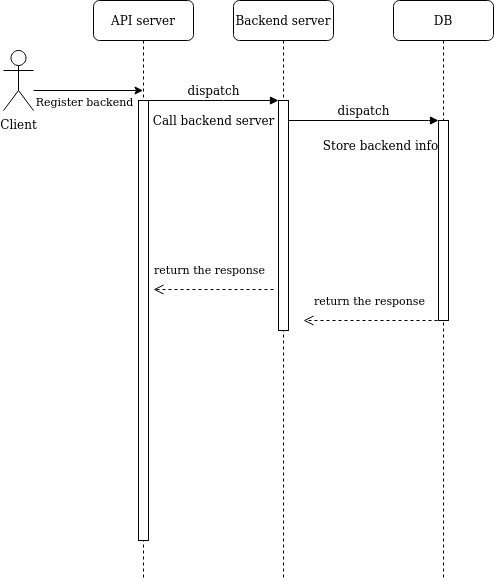 API server
Backend server
DB
dispatch
Register backend
Client
Call backend server
dispatch
Store backend info
return the response
return the response